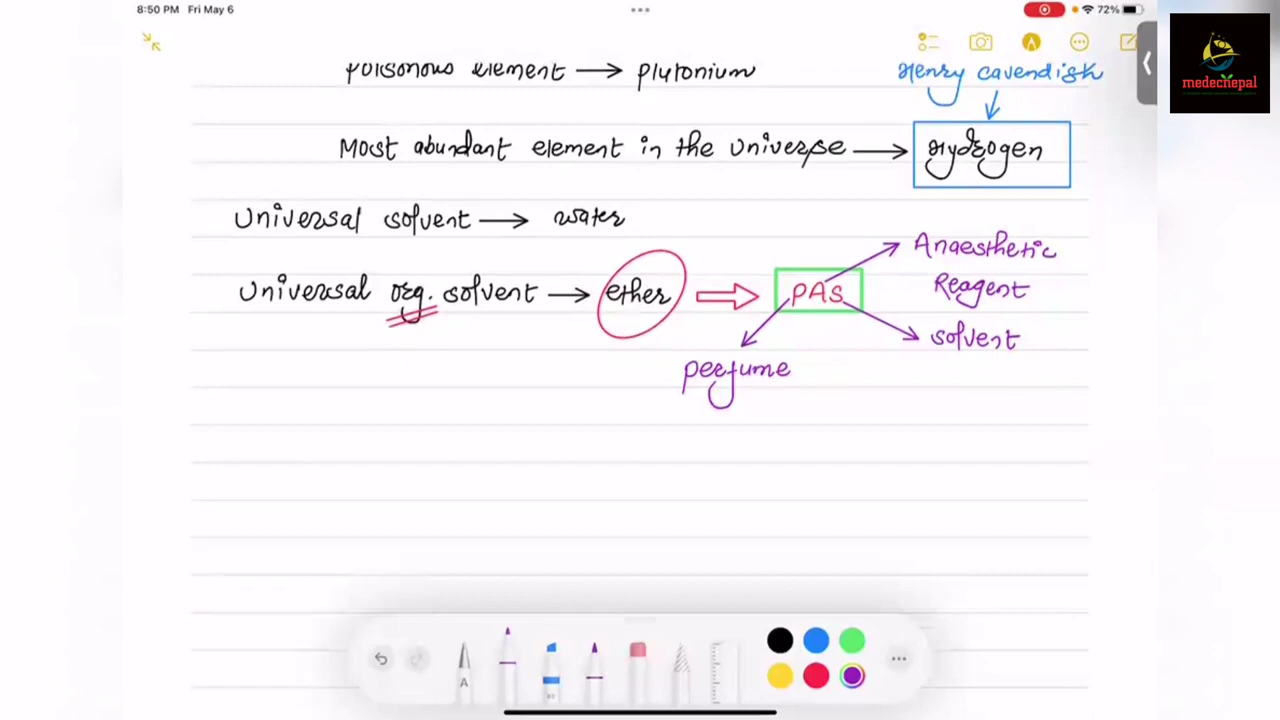 8:50 PM Fri May 6
72%
medecnepal
Poisonous element → plutonium
Henry cavendish
Most abundant element in the universe → Hydrogen
Universal solvent → water
Anaesthetic
Reagent
Universal org. solvent → ether ⇒ PAS
solvent
perfume
A